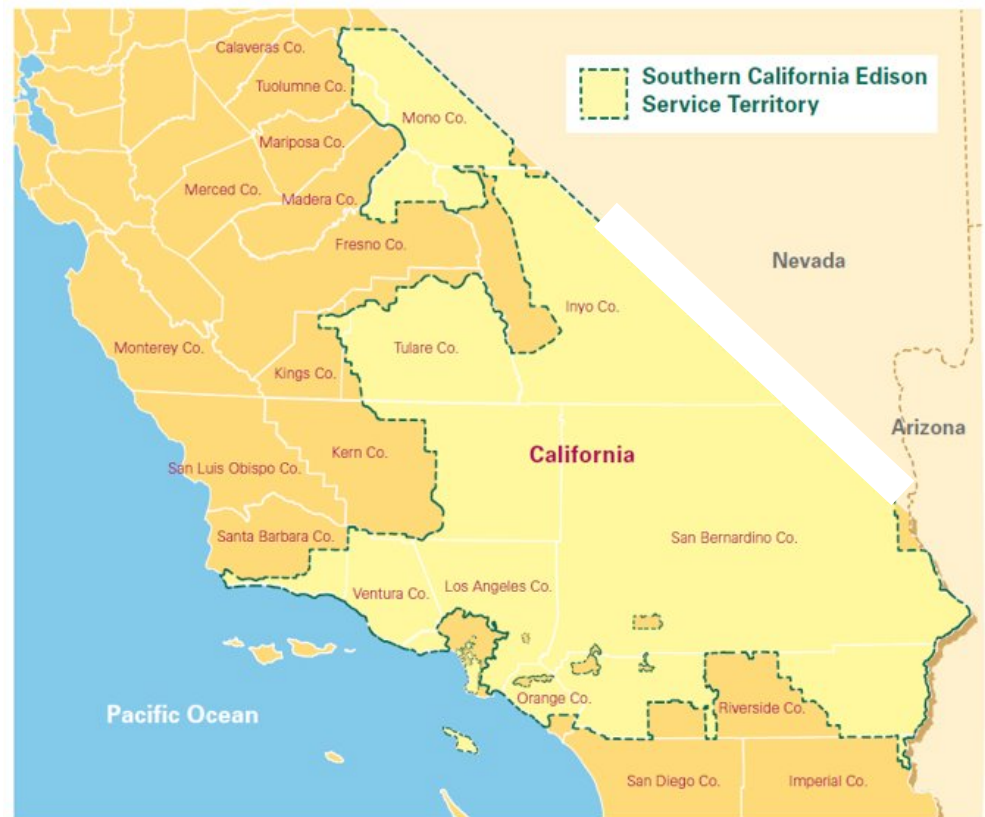 Calaveras Co.
Southern California Edison
Service Territory
Tuolumne Co.
Mono Co.
Mariposa Co.
Merced Co.
Madera Co.
Fresno Co.
Nevada
Inyo Co.
Monterey Co.
Tulare Co.
Kings Co.
Arizona
Kern Co.
California
San Luis Obispo Co.
Santa Barbara Co.
San Bernardino Co.
Los Angeles Co.
Ventura Co.
Orange Co.
Riverside Co.
Pacific Ocean
San Diego Co.
Imperial Co.